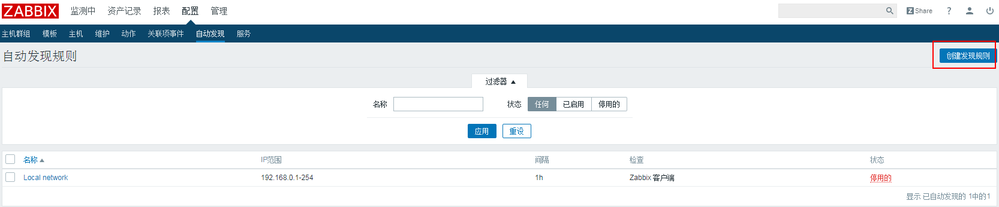 ZABBIX 监测中 资产记录 报表 配置 管理 Z Share ?
主机群组 模板 主机 维护 动作 关联项事件 自动发现 服务
自动发现规则 创建发现规则
过滤器 ▲
名称 状态 任何 已启用 停用的
应用 重设
名称 ▲ IP范围 间隔 检查 状态
Local network 192.168.0.1-254 1h Zabbix 客户端 停用的
显示 已自动发现的 1中的1